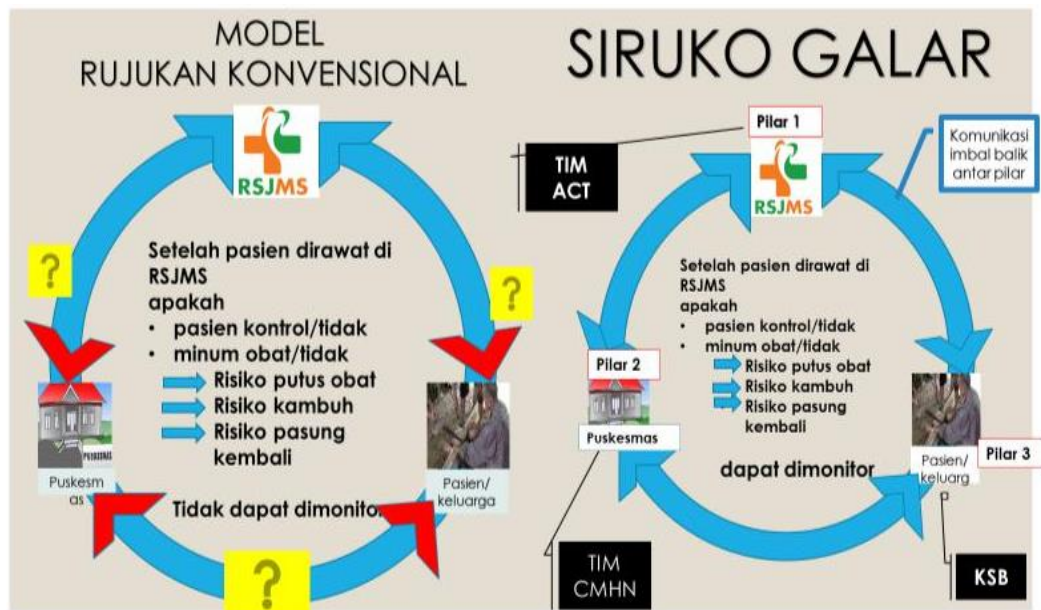 MODEL
RUJUKAN KONVENSIONAL
RSJMS
?
?
Setelah pasien dirawat di
RSJMS
apakah
• pasien kontrol/tidak
• minum obat/tidak
Risiko putus obat
Risiko kambuh
Risiko pasung
kembali
Tidak dapat dimonitor
PUSKESMAS
Puskesm
as
Pasien/
keluarga
?
SIRUKO GALAR
Pilar 1
TIM
ACT
RSJMS
Komunikasi
imbal balik
antar pilar
Setelah pasien dirawat di
RSJMS
apakah
• pasien kontrol/tidak
• minum obat/tidak
Risiko putus obat
Risiko kambuh
Risiko pasung
kembali
dapat dimonitor
Pilar 2
Puskesmas
Pasien/
keluarg
Pilar 3
TIM
CMHN
KSB